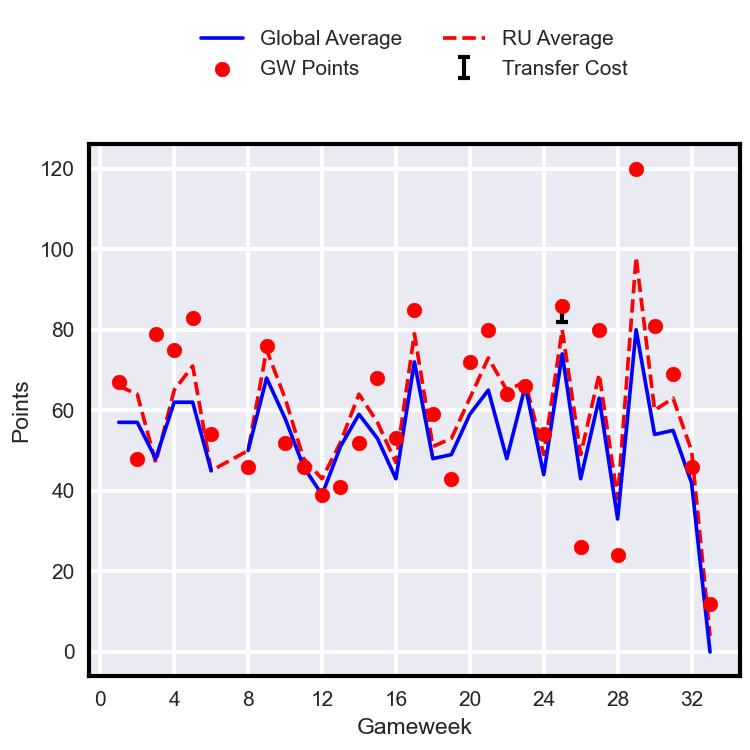 Global Average
RU Average
GW Points
Transfer Cost
120
100
80
60
40
20
0
Points
0 4 8 12 16 20 24 28 32
Gameweek